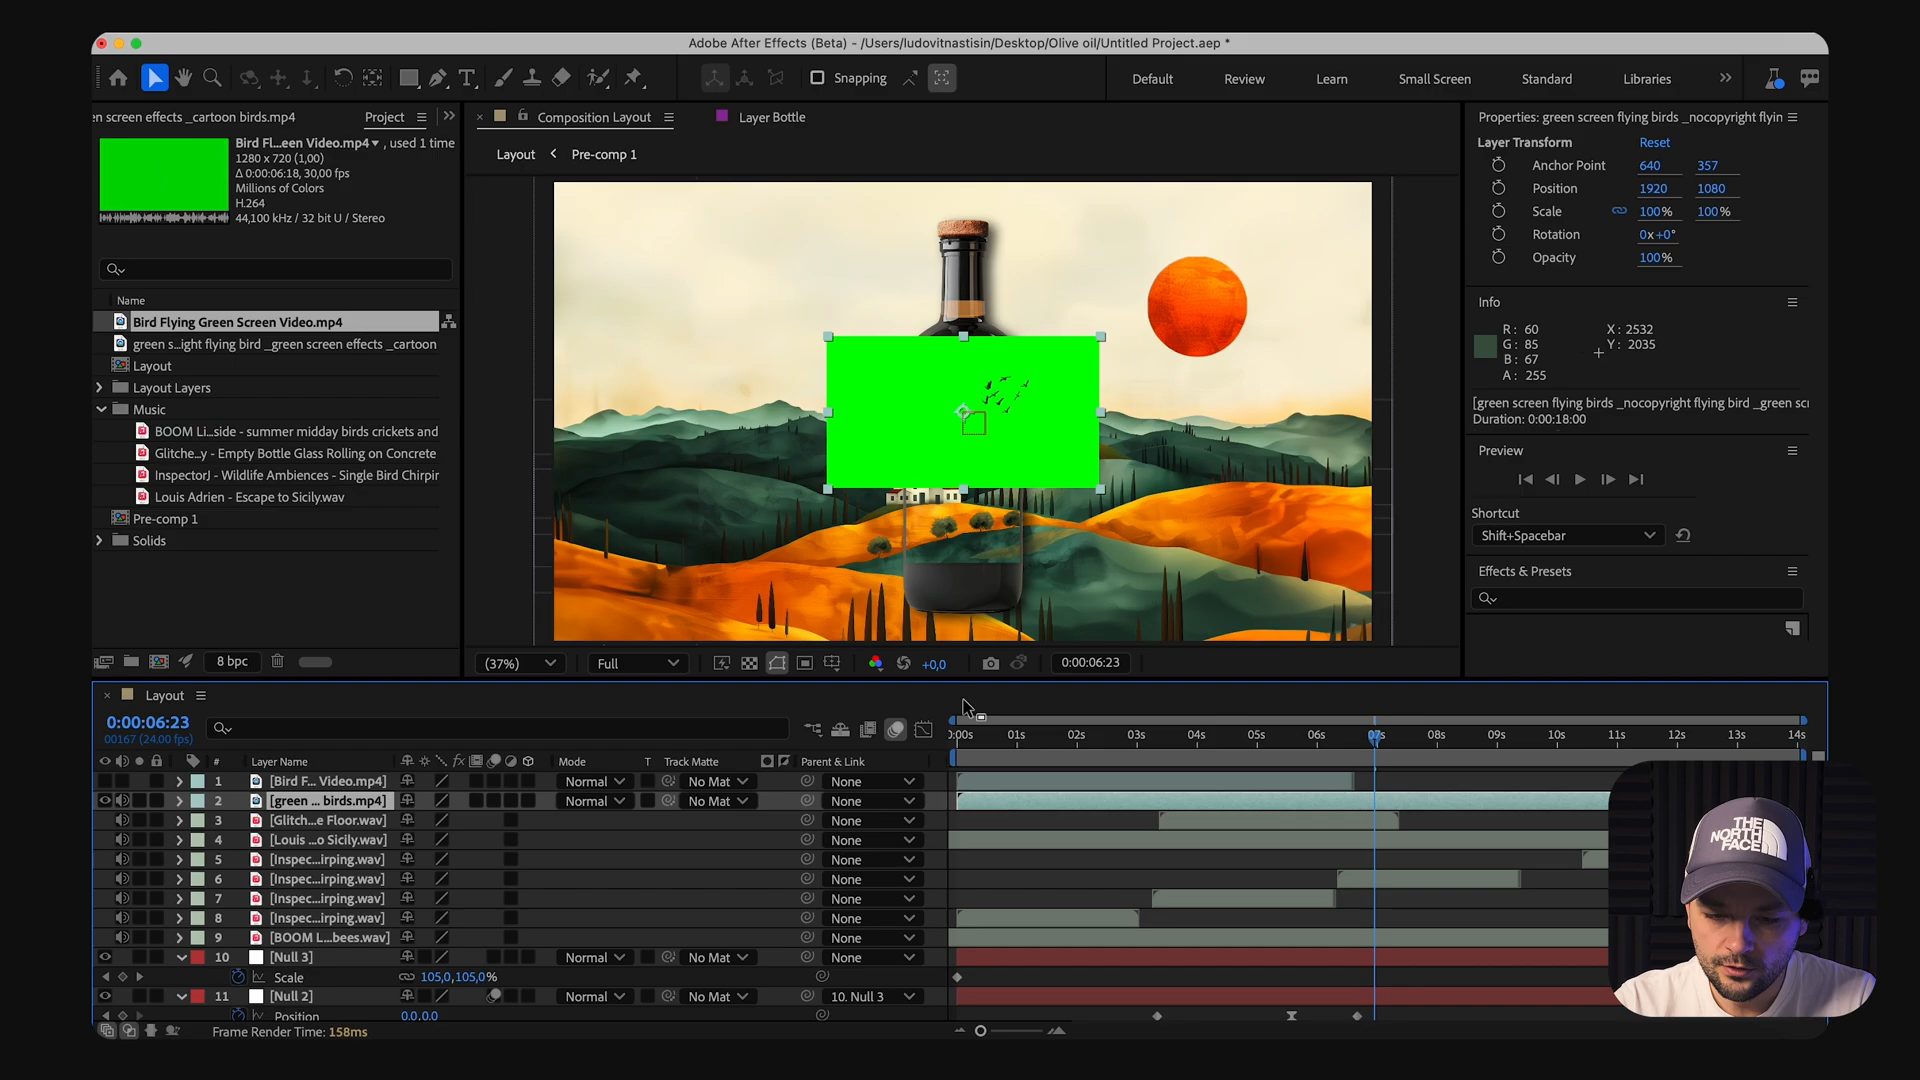 Adobe After Effects (Beta) - /Users/ludovitnastisin/Desktop/Olive oil/Untitled Project.aep *
Snapping
Default
Review
Learn
Small Screen
Standard
Libraries
en screen effects _cartoon birds.mp4)
Project
Bird Fl...een Video.mp4 , used 1 time
1280 x 720 (1,00)
Δ 0:00:06:18, 30,00 fps
Millions of Colors
H.264
44,100 kHz / 32 bit U / Stereo
Name
Bird Flying Green Screen Video.mp4
green s...ight flying bird _green screen effects _cartoon
Layout
Layout Layers
Music
BOOM Li...side - summer midday birds crickets and
Glitche...y - Empty Bottle Glass Rolling on Concrete
InspectorJ - Wildlife Ambiences - Single Bird Chirpir
Louis Adrien - Escape to Sicily.wav
Pre-comp 1
Solids
8 bpc
Composition Layout
Layer Bottle
Layout
Pre-comp 1
(37%)
Full
+0,0
0:00:06:23
Properties: green screen flying birds _nocopyright flyin
Layer Transform
Reset
Anchor Point 640 357
Position 1920 1080
Scale 100% 100%
Rotation 0x+0°
Opacity 100%
Info
R: 60
G: 85
B: 67
A: 255
X: 2532
Y: 2035
[green screen flying birds _nocopyright flying bird _green scr
Duration: 0:00:18:00
Preview
Shortcut
Shift+Spacebar
Effects & Presets
Layout
0:00:06:23
00167 (24.00 fps)
0:00s 01s 02s 03s 04s 05s 06s 07s 08s 09s 10s 11s 12s 13s 14s
# Layer Name fx Mode T Track Matte Parent & Link
1 [Bird F... Video.mp4] Normal No Mat None
2 [green ... birds.mp4] Normal No Mat None
3 [Glitch...e Floor.wav] None
4 [Louis ...o Sicily.wav] None
5 [Inspec...irping.wav] None
6 [Inspec...irping.wav] None
7 [Inspec...irping.wav] None
8 [Inspec...irping.wav] None
9 [BOOM L...bees.wav] None
10 [Null 3] Normal No Mat None
Scale 105,0,105,0%
11 [Null 2] Normal No Mat 10. Null 3
Position 0,0,0,0
Frame Render Time: 158ms
THE
NORTH
FACE